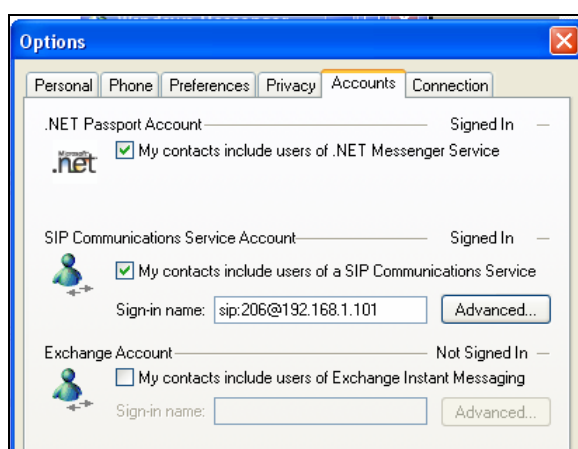 Options
Personal Phone Preferences Privacy Accounts Connection
.NET Passport Account Signed In
Microsoft
.net
My contacts include users of .NET Messenger Service
SIP Communications Service Account Signed In
My contacts include users of a SIP Communications Service
Sign-in name: sip:206@192.168.1.101 Advanced...
Exchange Account Not Signed In
My contacts include users of Exchange Instant Messaging
Sign-in name: Advanced...